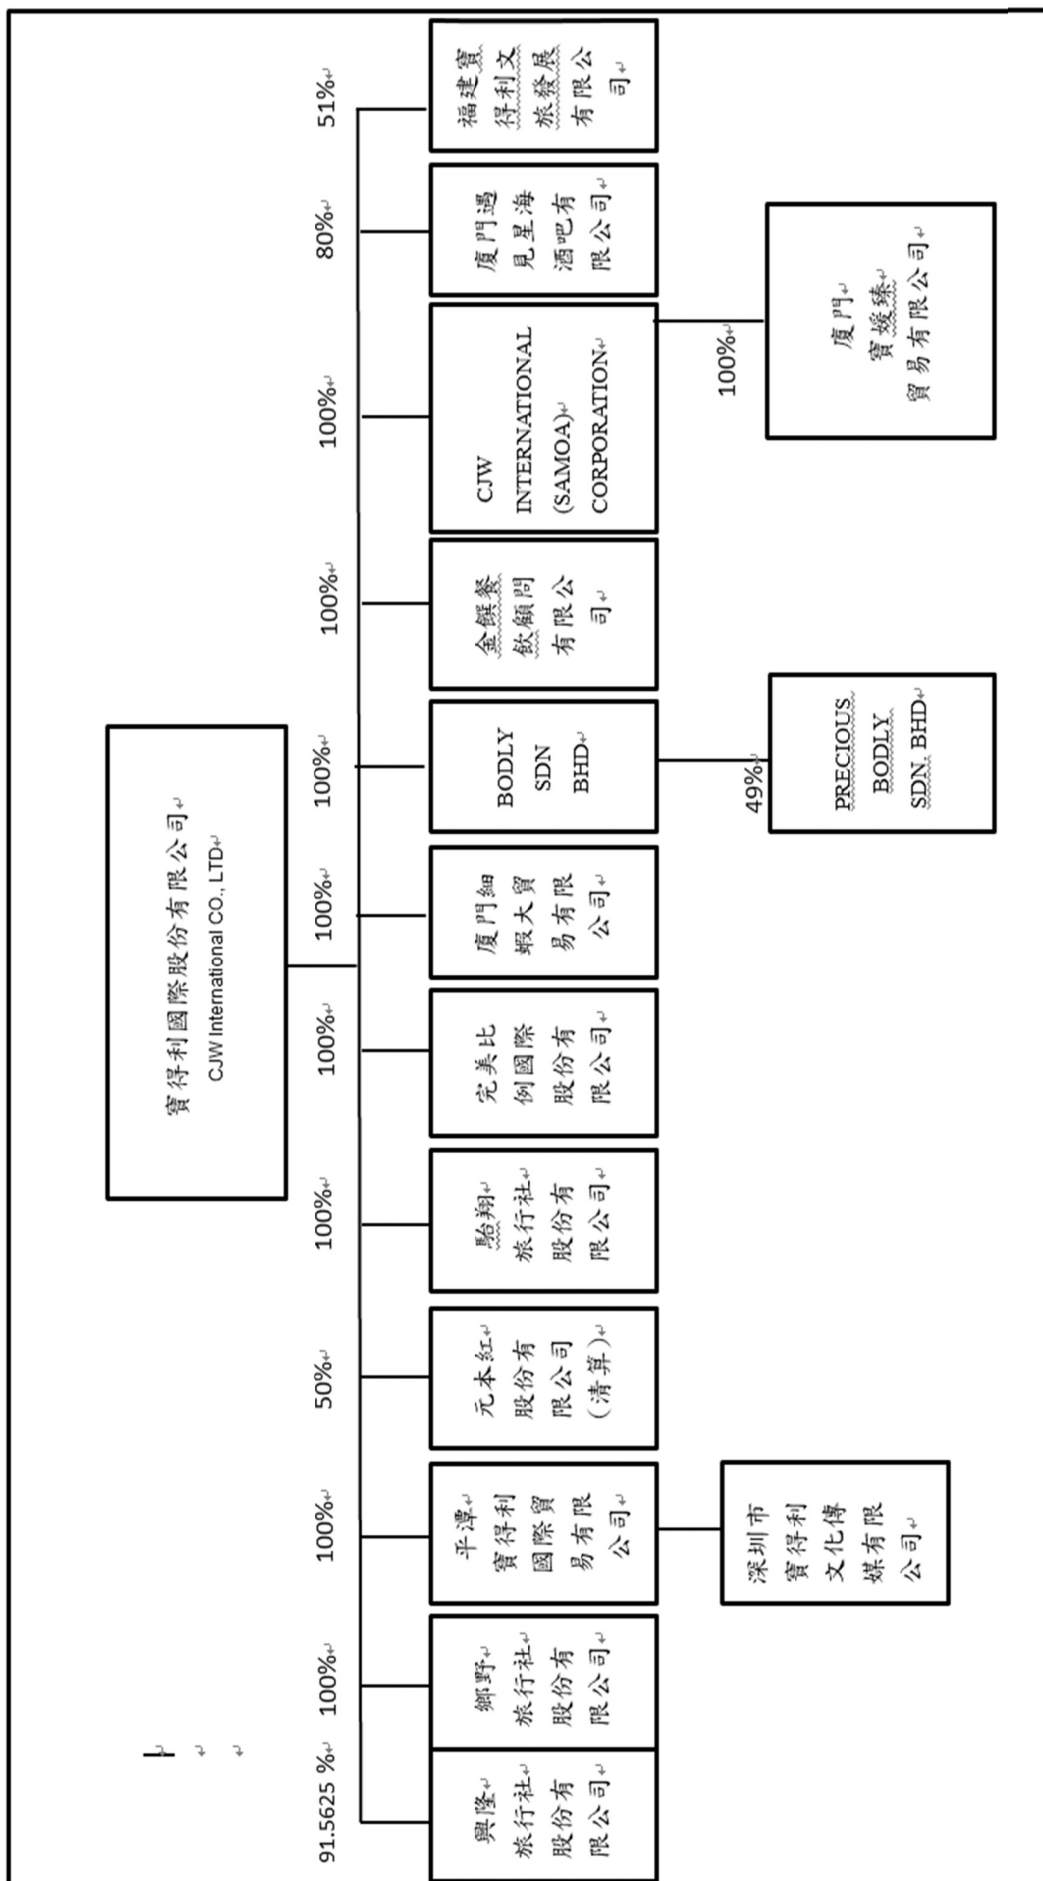 寶得利國際股份有限公司
CJW International CO., LTD
91.5625 %
100%
100%
50%
100%
100%
100%
100%
100%
100%
80%
51%
興隆
旅行社
股份有
限公司
鄉野
旅行社
股份有
限公司
平潭
寶得利
國際貿
易有限
公司
元本紅
股份有
限公司
(清算)
駘翔
旅行社
股份有
限公司
完美比
例國際
股份有
限公司
廈門細
蝦大貿
易有限
公司
BODLY
SDN
BHD
金饌餐
飲顧問
有限公
司
CJW
INTERNATIONAL
(SAMOA)
CORPORATION
廈門遇
見星海
酒吧有
限公司
福建寶
得利文
旅發展
有限公
司
深圳市
寶得利
文化傳
媒有限
公司
49%
PRECIOUS
BODLY
SDN. BHD
100%
廈門
寶媛臻
貿易有限公司